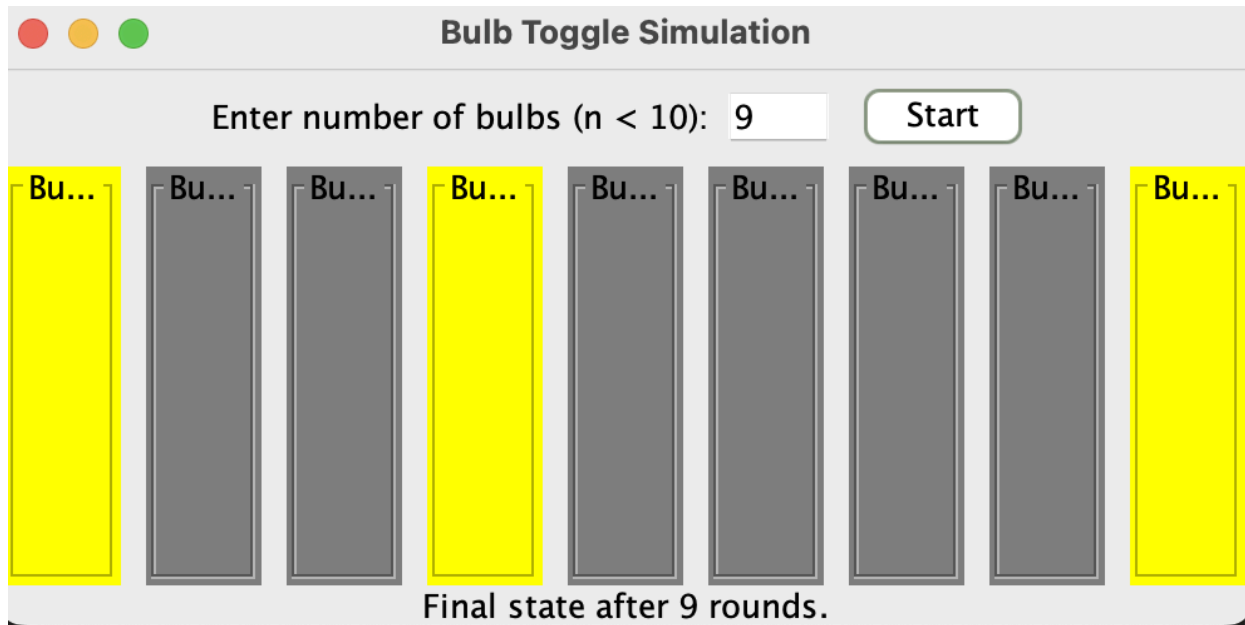 Bulb Toggle Simulation
Enter number of bulbs (n < 10): 9 Start
Bu... Bu... Bu... Bu... Bu... Bu... Bu... Bu... Bu...
Final state after 9 rounds.